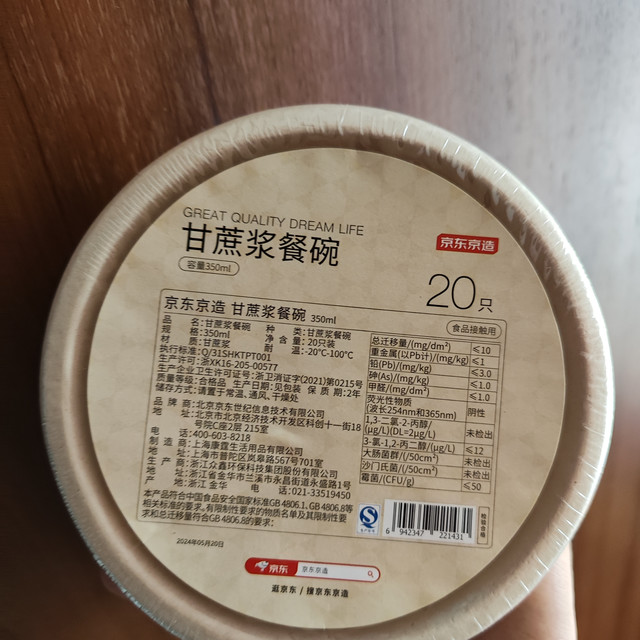 GREAT QUALITY DREAM LIFE
甘蔗浆餐碗
京东京造
容量350ml
20只
食品接触用
京东京造 甘蔗浆餐碗 350ml
品 名:甘蔗浆餐碗 种 类:甘蔗浆餐碗
规 格:350ml 净 含 量:20只装
材 质:甘蔗浆 耐 温:-20°C-100°C
执行标准:Q/31SHKTPT001
生产许可证:浙XK16-205-00577
生产企业卫生许可证号:浙卫消证字(2021)第0215号
质量等级:合格品 生产日期:见包装 保 质 期:2年
储存方式:请置于常温、通风、干燥处
品 牌 商:北京京东世纪信息技术有限公司
地 址:北京市北京经济技术开发区科创十一街18
号院C座2层 215室
电 话:400-603-8218
监 制 商:上海康霆生活用品有限公司
地 址:上海市普陀区岚皋路567号701室
生 产 商:浙江众鑫环保科技集团股份有限公司
地 址:浙江省金华市兰溪市永昌街道永盛路1号
产 地:浙江 金华 电 话:021-33519450
本产品符合中国食品安全国家标准GB 4806.1、GB 4806.8等
相关标准的要求。有限制性要求的物质名单及其限制性要
求和总迁移量符合GB 4806.8的要求;
总迁移量/(mg/dm²) ≤10
重金属(以Pb计)/(mg/kg) ≤1
铅(Pb)/(mg/kg) ≤3.0
砷(As)/(mg/kg) ≤1.0
甲醛/(mg/dm²) ≤1.0
荧光性物质
(波长254nm和365nm) 阴性
1,3-二氯-2-丙醇/
(μg/L)(DL=2μg/L) 未检出
3-氯-1,2-丙二醇/(μg/L) ≤12
大肠菌群/(50cm²) 未检出
沙门氏菌/(50cm²) 未检出
霉菌/(CFU/g) ≤50
6 942347 221431
检验合格
2024年05月20日
京东
京东京造
逛京东 / 搜京东京造